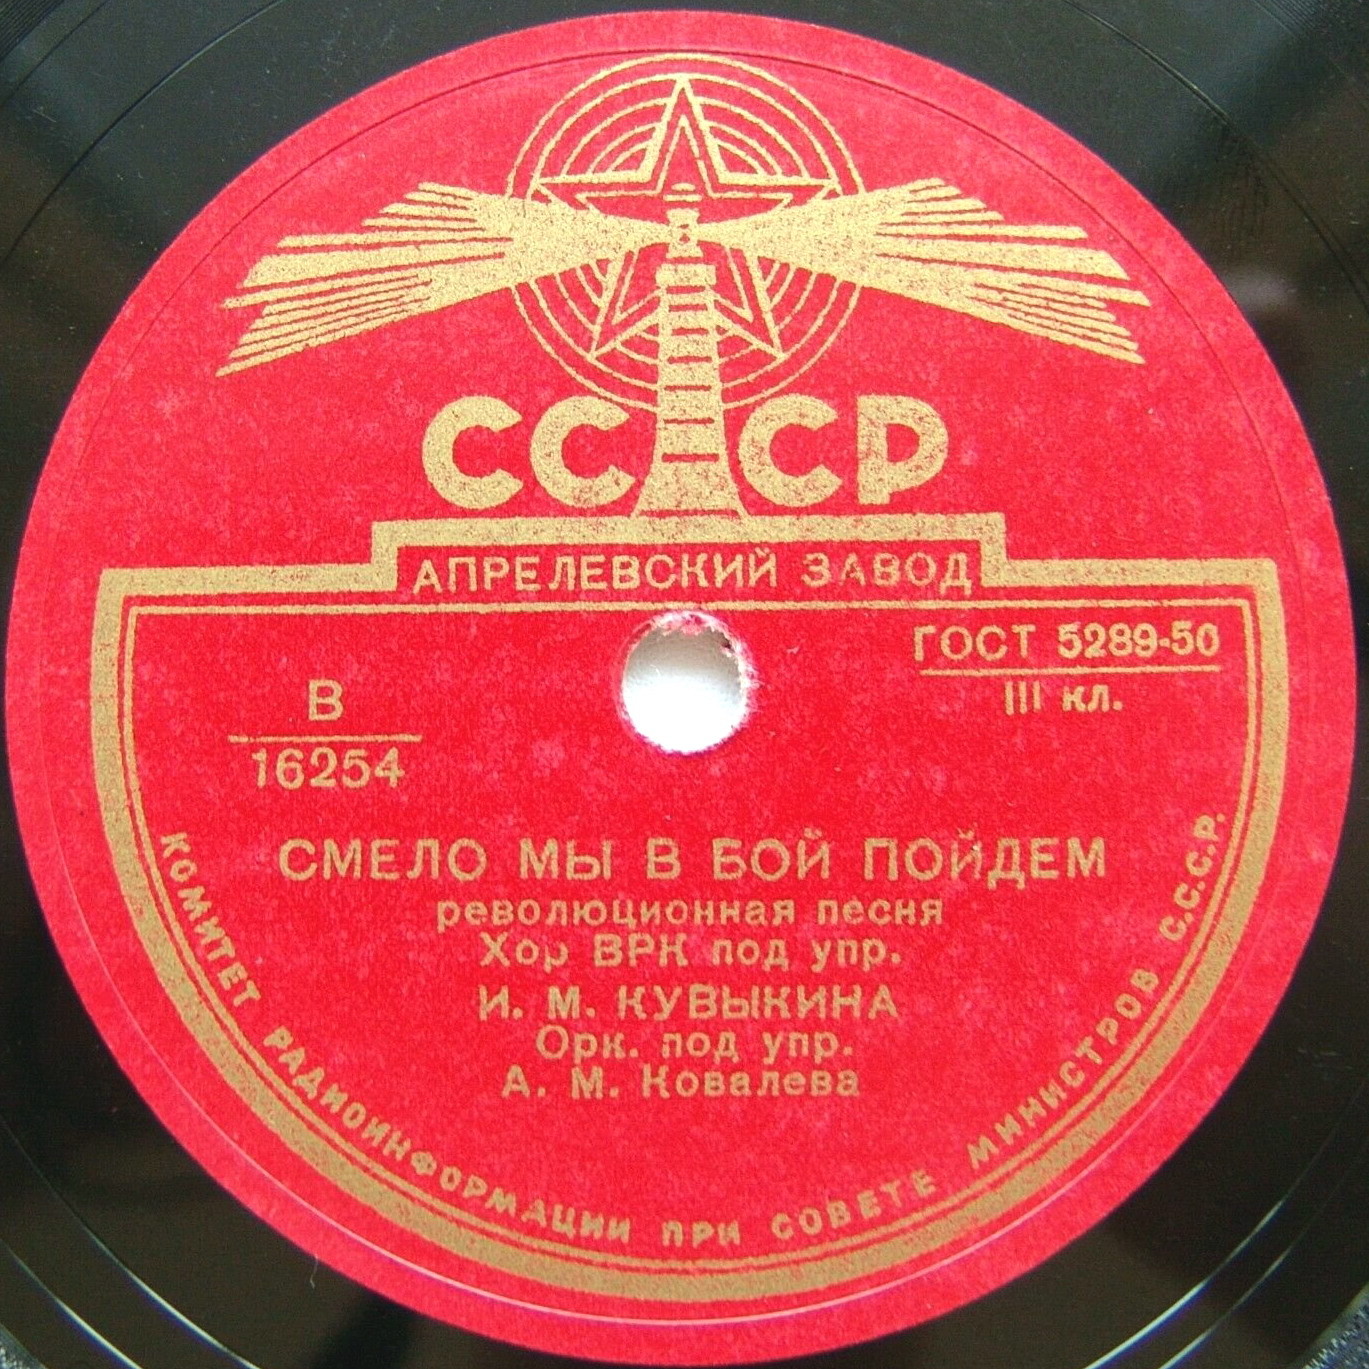 СССР
АПРЕЛЕВСКИЙ ЗАВОД
ГОСТ 5289-50
III кл.
В
16254
СМЕЛО МЫ В БОЙ ПОЙДЕМ
революционная песня
Хор ВРК под упр.
И. М. КУВЫКИНА
Орк. под упр.
А. М. Ковалева
КОМИТЕТ РАДИОИНФОРМАЦИИ ПРИ СОВЕТЕ МИНИСТРОВ С.С.С.Р.